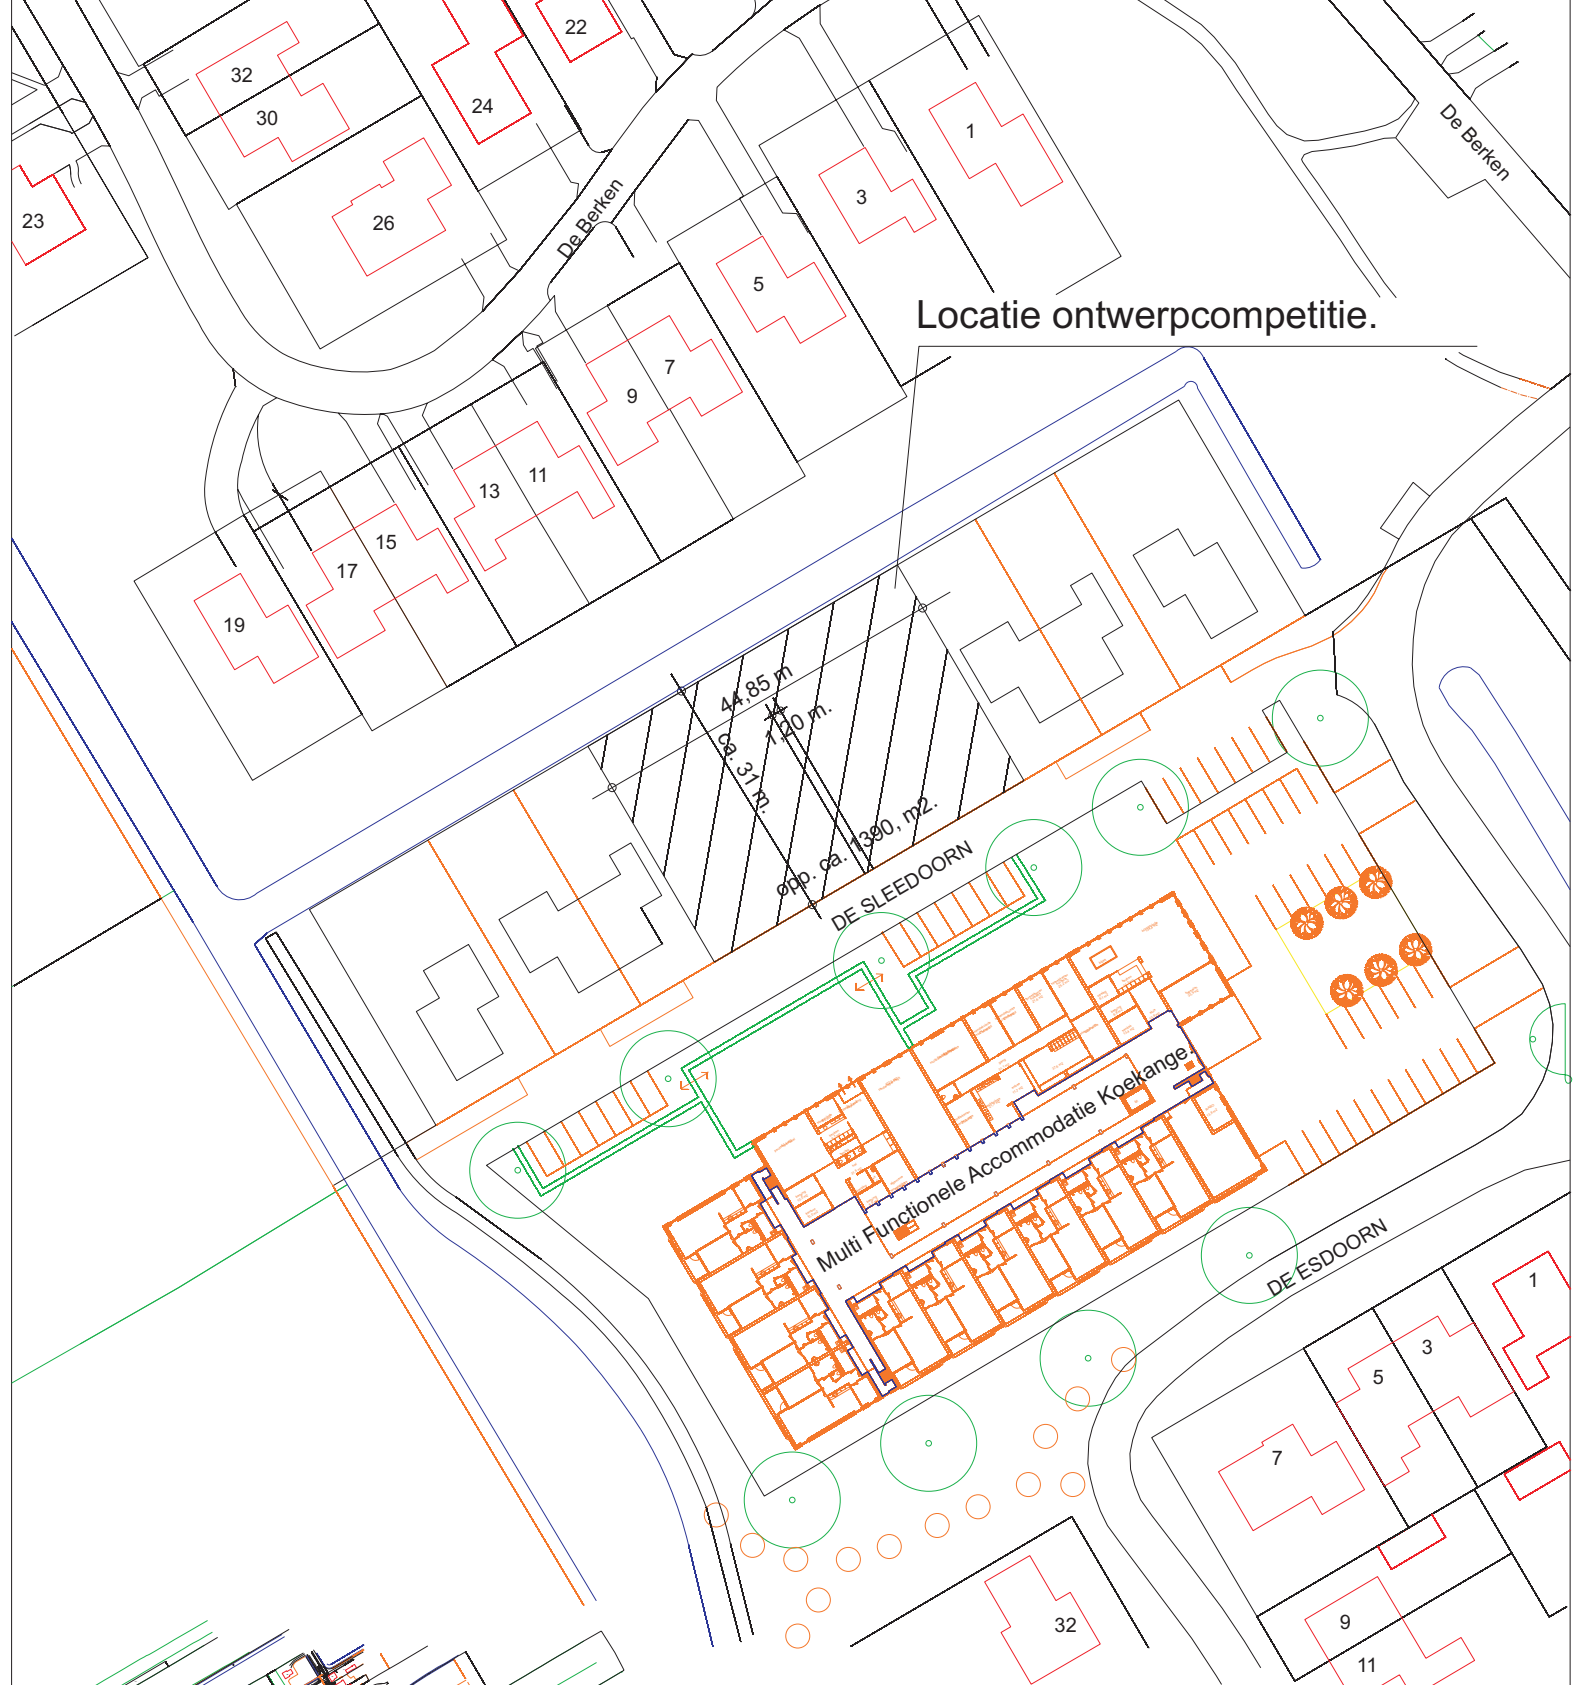 22
32
24
30
De Berken
1
3
23
26
De Berken
5
Locatie ontwerpcompetitie.
7
9
11
13
15
17
19
44,85 m
1,20 m.
ca. 31 m.
opp. ca. 1390, m2.
DE SLEEDOORN
Multi Functionele Accommodatie Koekange.
DE ESDOORN
1
3
5
7
32
9
11